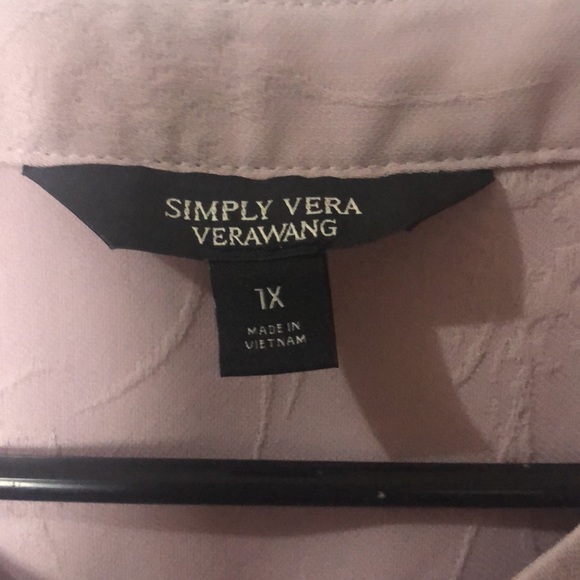 SIMPLY VERA
VERAWANG
1X
MADE IN
VIETNAM